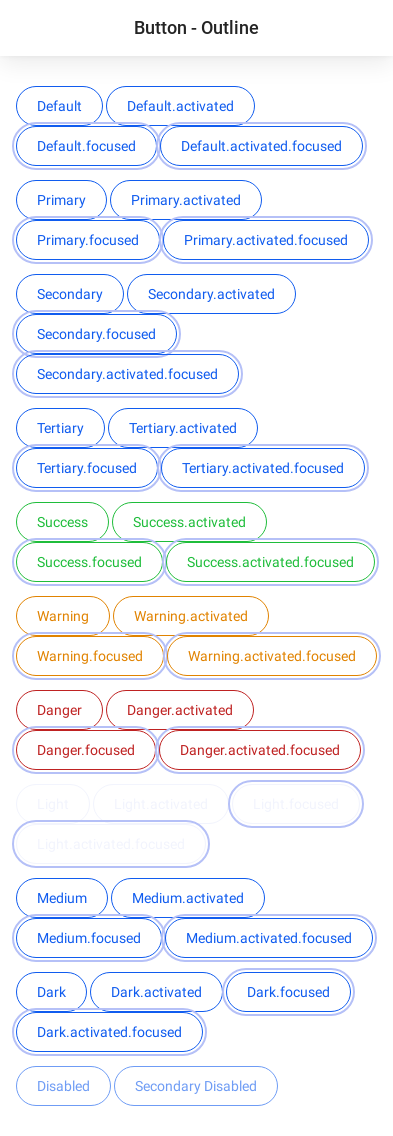 Button - Outline
Default Default.activated
Default.focused Default.activated.focused
Primary Primary.activated
Primary.focused Primary.activated.focused
Secondary Secondary.activated
Secondary.focused
Secondary.activated.focused
Tertiary Tertiary.activated
Tertiary.focused Tertiary.activated.focused
Success Success.activated
Success.focused Success.activated.focused
Warning Warning.activated
Warning.focused Warning.activated.focused
Danger Danger.activated
Danger.focused Danger.activated.focused
Light Light.activated Light.focused
Light.activated.focused
Medium Medium.activated
Medium.focused Medium.activated.focused
Dark Dark.activated Dark.focused
Dark.activated.focused
Disabled Secondary Disabled